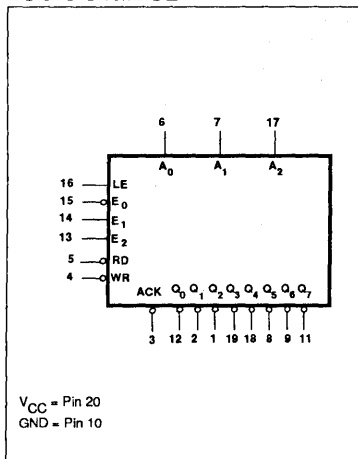 6 7 17
A0 A1 A2
16 LE
15 E0
14 E1
13 E2
5 RD
4 WR
ACK Q0 Q1 Q2 Q3 Q4 Q5 Q6 Q7
3 12 2 1 19 18 8 9 11
VCC = Pin 20
GND = Pin 10